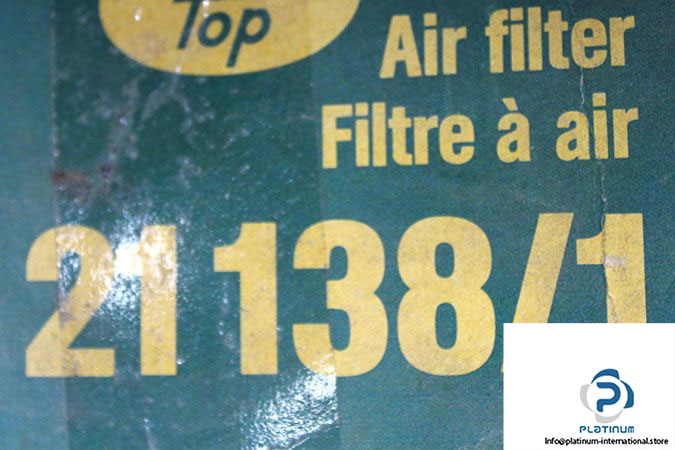 Top
Air filter
Filtre à air
21 138/1
PLATINUM
Info@platinum-international.store